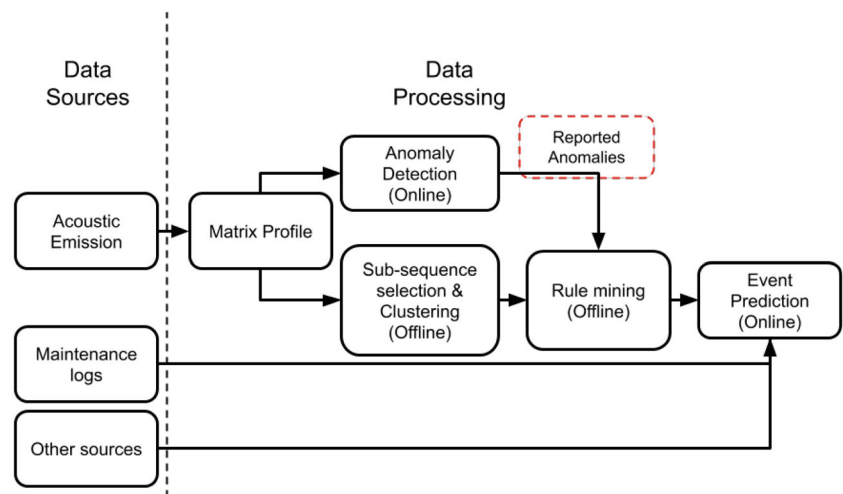 Data
Sources
Data
Processing
Reported
Anomalies
Anomaly
Detection
(Online)
Acoustic
Emission
Matrix Profile
Sub-sequence
selection &
Clustering
(Offline)
Rule mining
(Offline)
Event
Prediction
(Online)
Maintenance
logs
Other sources